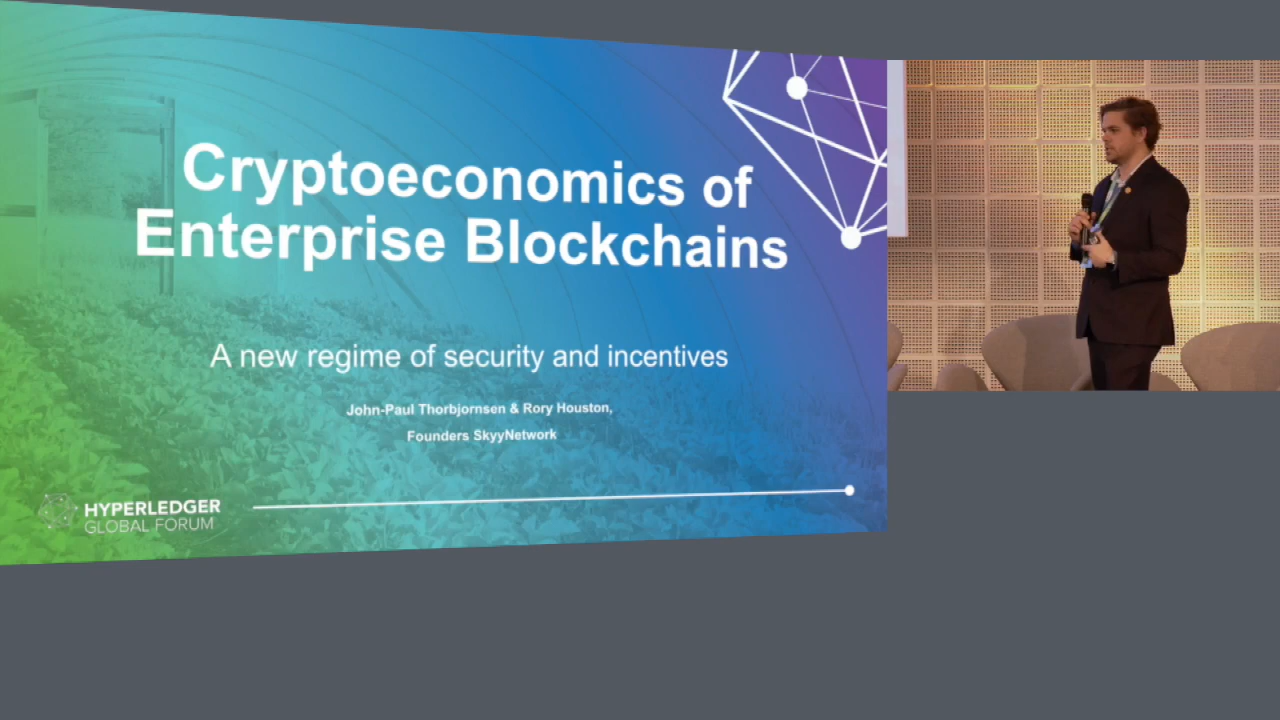 Cryptoeconomics of
Enterprise Blockchains
A new regime of security and incentives
John-Paul Thorbjornsen & Rory Houston,
Founders SkyyNetwork
HYPERLEDGER
GLOBAL FORUM